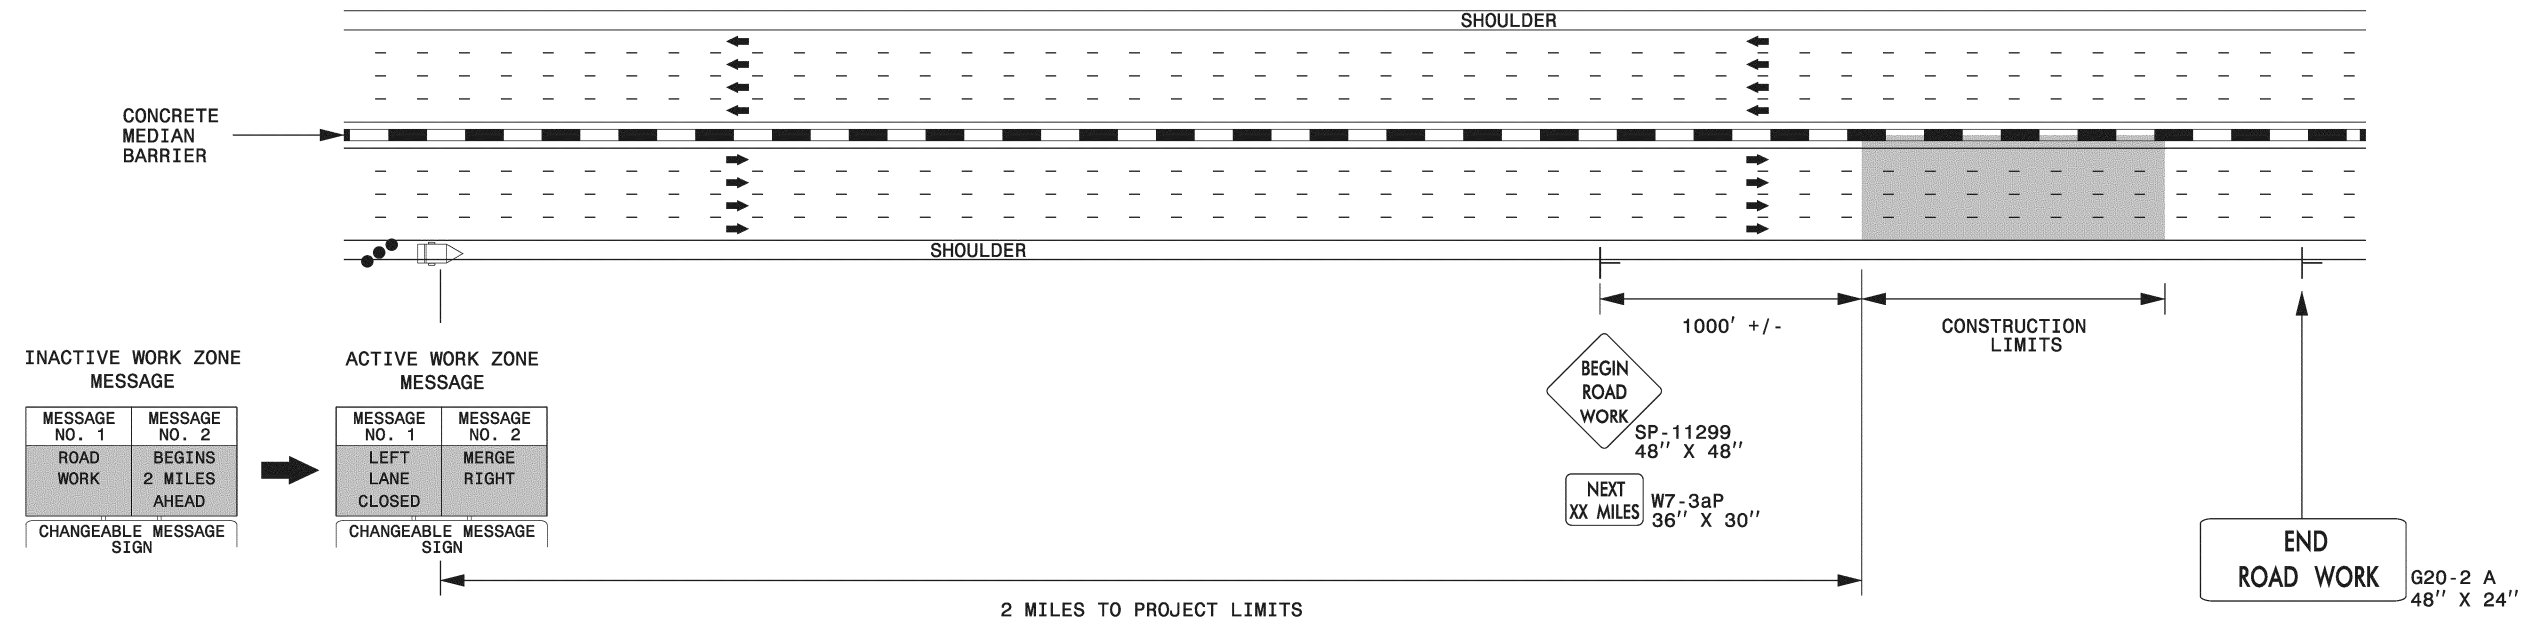 SHOULDER
CONCRETE
MEDIAN
BARRIER
SHOULDER
1000' +/-
CONSTRUCTION
LIMITS
INACTIVE WORK ZONE
MESSAGE
MESSAGE
NO. 1
MESSAGE
NO. 2
ROAD
WORK
BEGINS
2 MILES
AHEAD
CHANGEABLE MESSAGE
SIGN
ACTIVE WORK ZONE
MESSAGE
MESSAGE
NO. 1
MESSAGE
NO. 2
LEFT
LANE
CLOSED
MERGE
RIGHT
CHANGEABLE MESSAGE
SIGN
BEGIN
ROAD
WORK
SP-11299
48" X 48"
NEXT
XX MILES
W7-3aP
36" X 30"
END
ROAD WORK
G20-2 A
48" X 24"
2 MILES TO PROJECT LIMITS